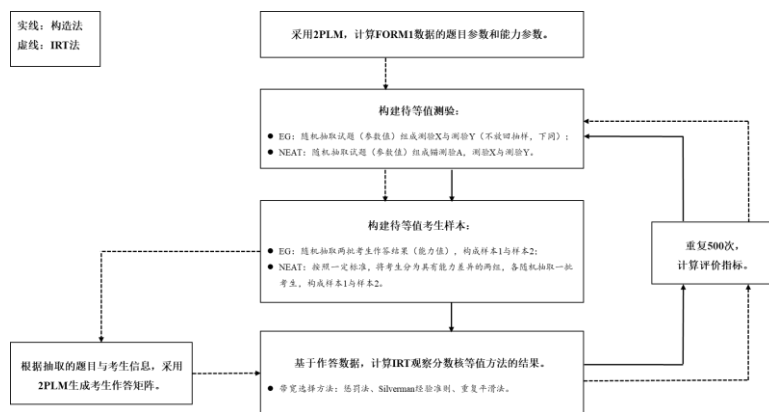 实线：构造法
虚线：IRT法
采用2PLM，计算FORM1数据的题目参数和能力参数。
构建待等值测验：
● EG：随机抽取试题（参数值）组成测验X与测验Y（不放回抽样，下同）；
● NEAT：随机抽取试题（参数值）组成锚测验A，测验X与测验Y。
构建待等值考生样本：
● EG：随机抽取两批考生作答结果（能力值），构成样本1与样本2；
● NEAT：按照一定标准，将考生分为具有能力差异的两组，各随机抽取一批
考生，构成样本1与样本2。
重复500次，
计算评价指标。
根据抽取的题目与考生信息，采用
2PLM生成考生作答矩阵。
基于作答数据，计算IRT观察分数核等值方法的结果。
● 带宽选择方法：惩罚法、Silverman经验准则、重复平滑法。